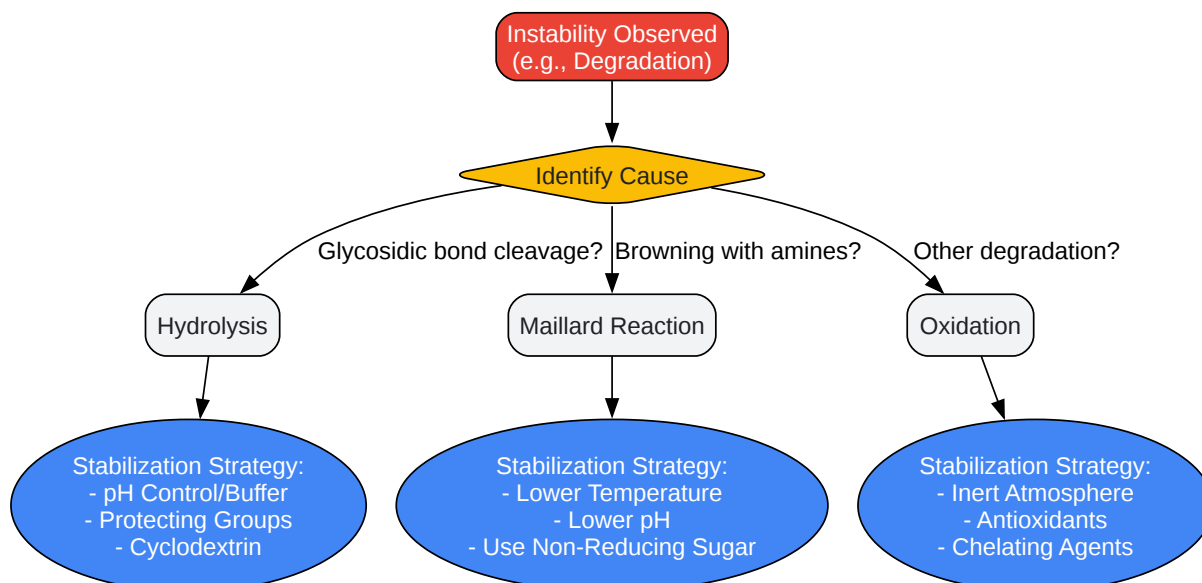 Instability Observed
(e.g., Degradation)
Identify Cause
Glycosidic bond cleavage?
Browning with amines?
Other degradation?
Hydrolysis
Maillard Reaction
Oxidation
Stabilization Strategy:
- pH Control/Buffer
- Protecting Groups
- Cyclodextrin
Stabilization Strategy:
- Lower Temperature
- Lower pH
- Use Non-Reducing Sugar
Stabilization Strategy:
- Inert Atmosphere
- Antioxidants
- Chelating Agents